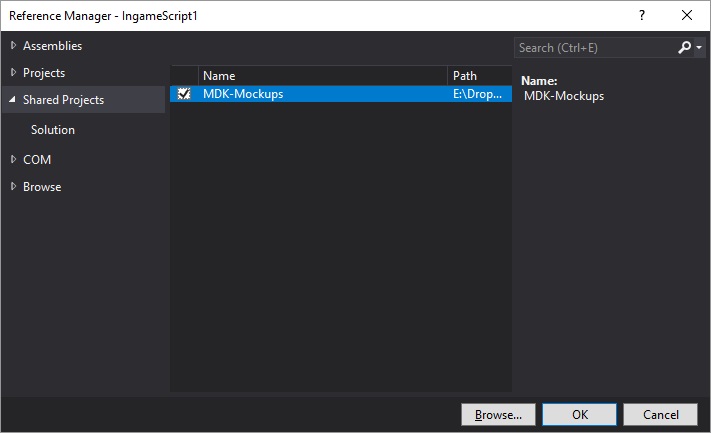 Reference Manager - IngameScript1
Assemblies
Projects
Shared Projects
Solution
COM
Browse
Name Path
MDK-Mockups E:\Drop...
Search (Ctrl+E)
Name:
MDK-Mockups
Browse... OK Cancel